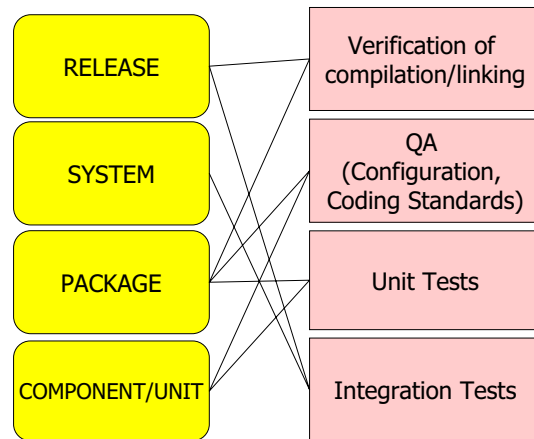 RELEASE
SYSTEM
PACKAGE
COMPONENT/UNIT
Verification of
compilation/linking
QA
(Configuration,
Coding Standards)
Unit Tests
Integration Tests